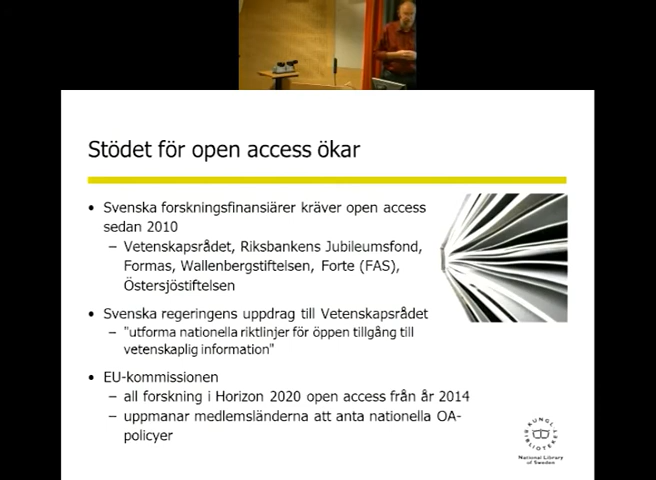 Stödet för open access ökar
• Svenska forskningsfinansiärer kräver open access
sedan 2010
– Vetenskapsrådet, Riksbankens Jubileumsfond,
Formas, Wallenbergstiftelsen, Forte (FAS),
Östersjöstiftelsen
• Svenska regeringens uppdrag till Vetenskapsrådet
– "utforma nationella riktlinjer för öppen tillgång till
vetenskaplig information"
• EU-kommissionen
– all forskning i Horizon 2020 open access från år 2014
– uppmanar medlemsländerna att anta nationella OA-
policyer
KUNGL.
BIBLIOTEKET
National Library
of Sweden